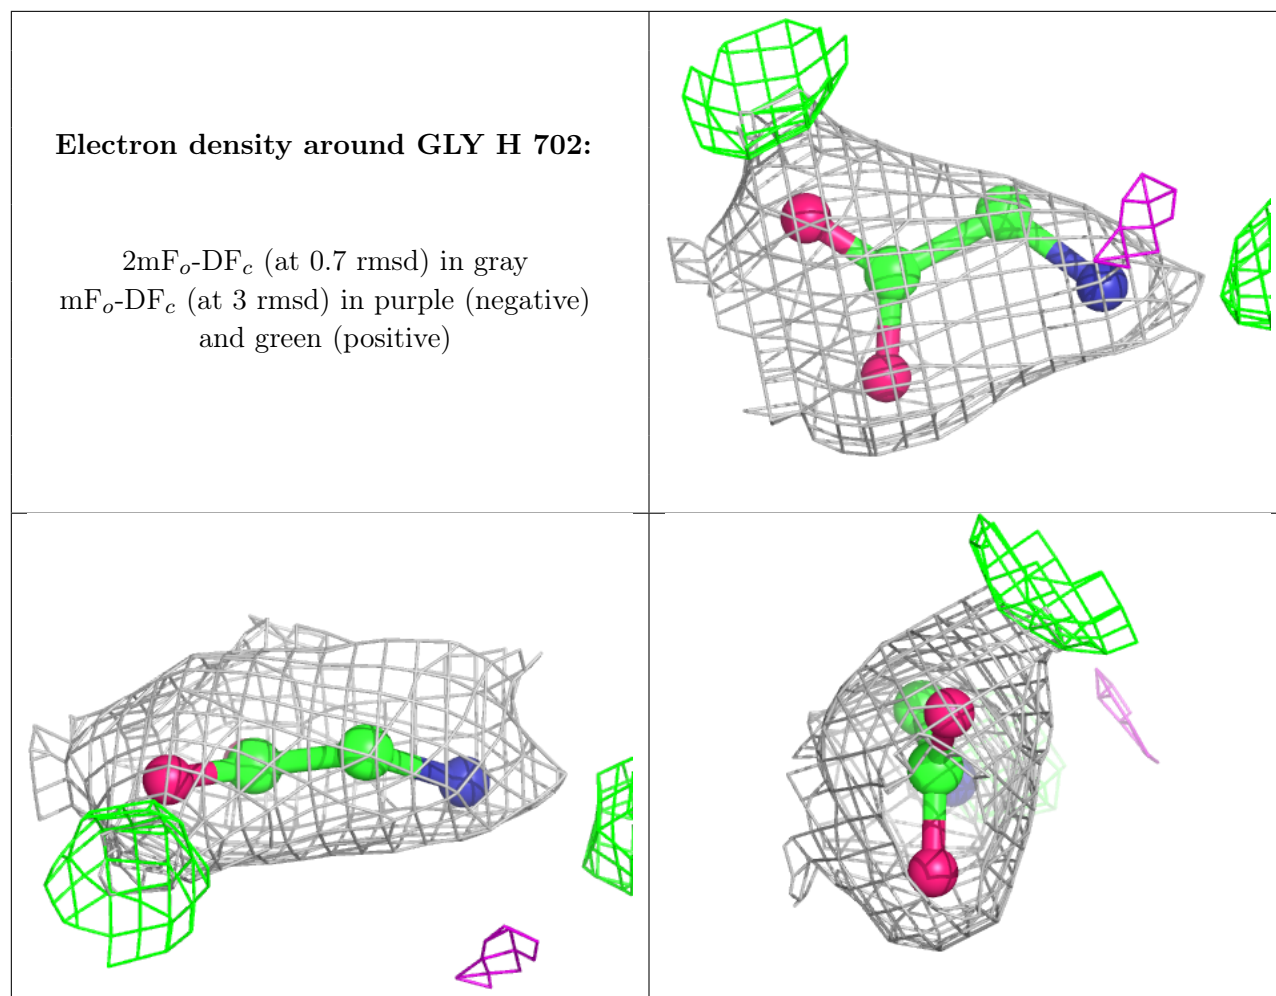 Electron density around GLY H 702:
2mFo-DFc (at 0.7 rmsd) in gray
mFo-DFc (at 3 rmsd) in purple (negative)
and green (positive)